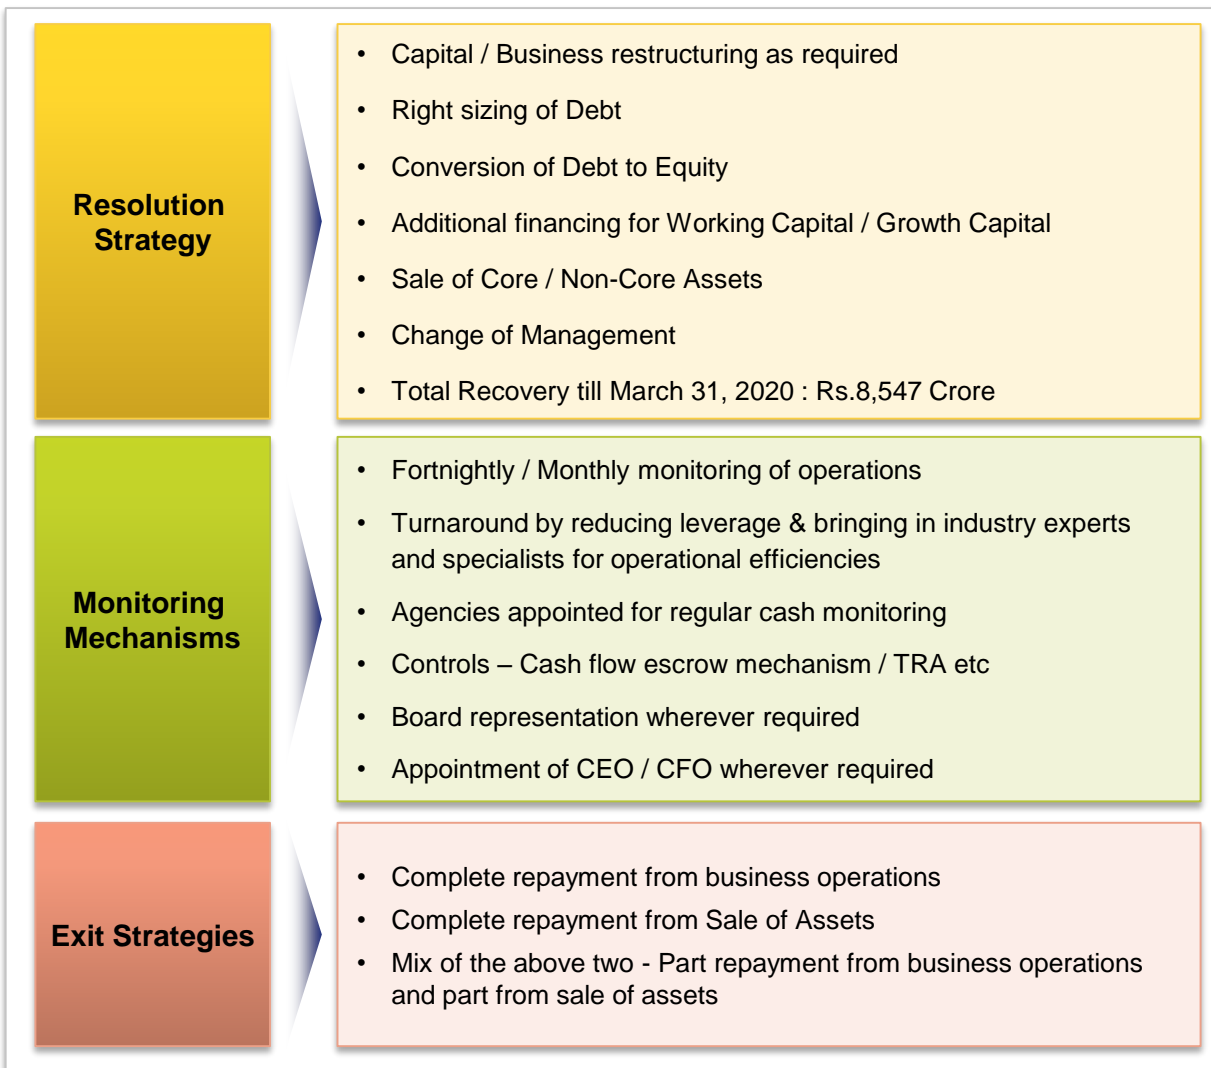 Resolution
Strategy
• Capital / Business restructuring as required
• Right sizing of Debt
• Conversion of Debt to Equity
• Additional financing for Working Capital / Growth Capital
• Sale of Core / Non-Core Assets
• Change of Management
• Total Recovery till March 31, 2020 : Rs.8,547 Crore
Monitoring
Mechanisms
• Fortnightly / Monthly monitoring of operations
• Turnaround by reducing leverage & bringing in industry experts
and specialists for operational efficiencies
• Agencies appointed for regular cash monitoring
• Controls – Cash flow escrow mechanism / TRA etc
• Board representation wherever required
• Appointment of CEO / CFO wherever required
Exit Strategies
• Complete repayment from business operations
• Complete repayment from Sale of Assets
• Mix of the above two - Part repayment from business operations
and part from sale of assets